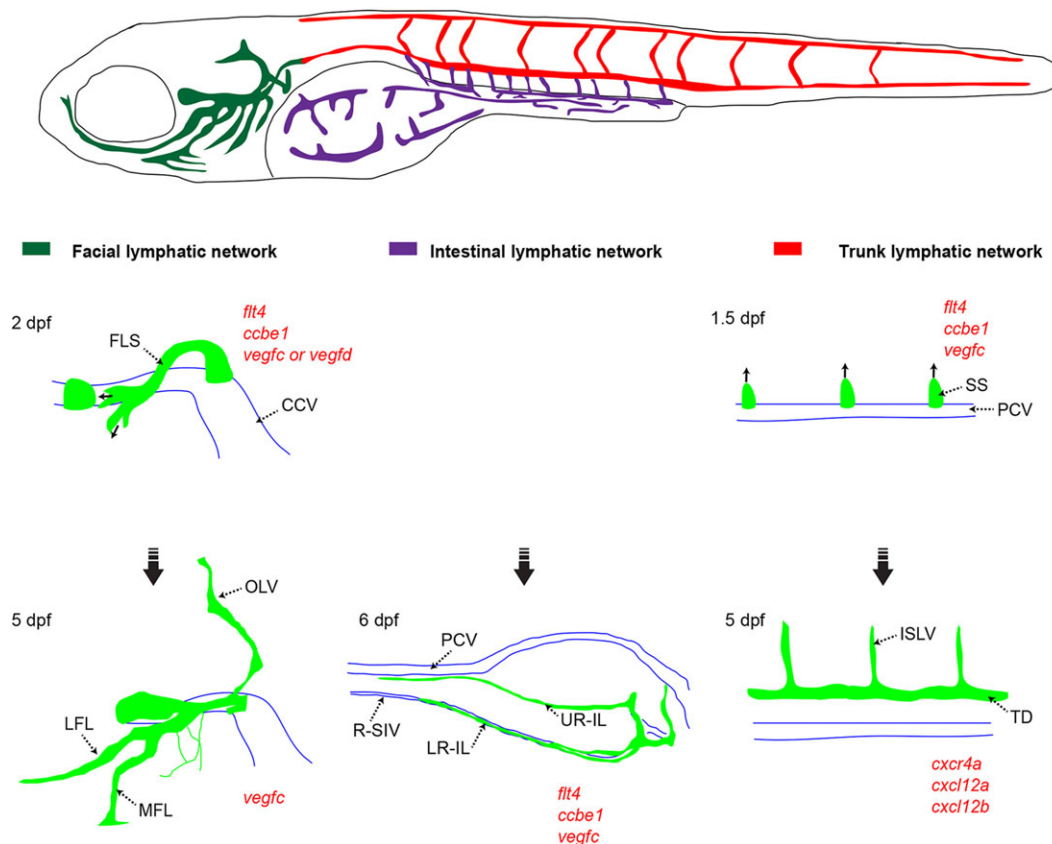 Facial lymphatic network
Intestinal lymphatic network
Trunk lymphatic network
2 dpf
FLS
flt4
ccbe1
vegfc or vegfd
CCV
1.5 dpf
flt4
ccbe1
vegfc
SS
PCV
5 dpf
OLV
LFL
MFL
vegfc
6 dpf
PCV
R-SIV
UR-IL
LR-IL
flt4
ccbe1
vegfc
5 dpf
ISLV
TD
cxcr4a
cxcl12a
cxcl12b